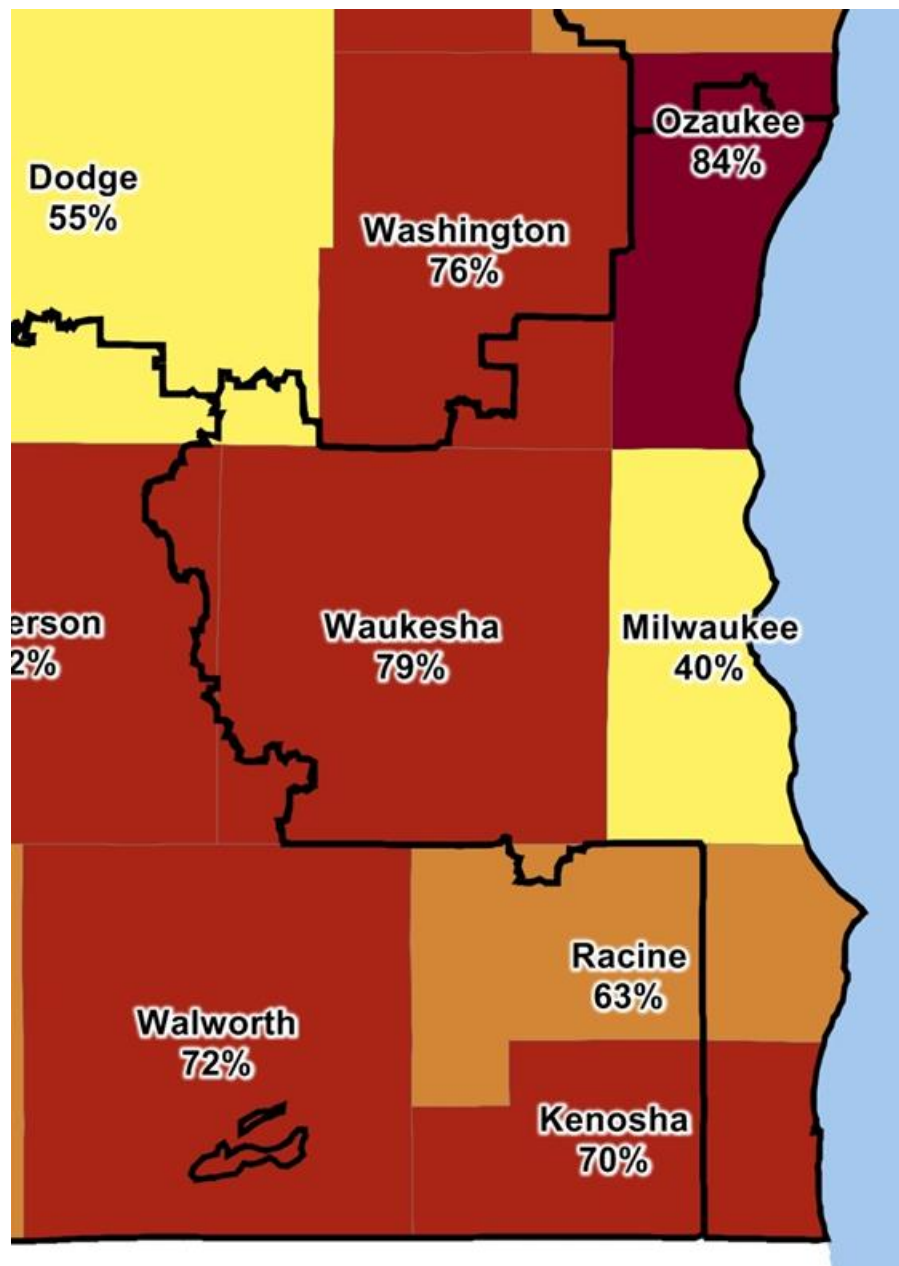 Ozaukee
84%
Dodge
55%
Washington
76%
erson
2%
Waukesha
79%
Milwaukee
40%
Racine
63%
Walworth
72%
Kenosha
70%